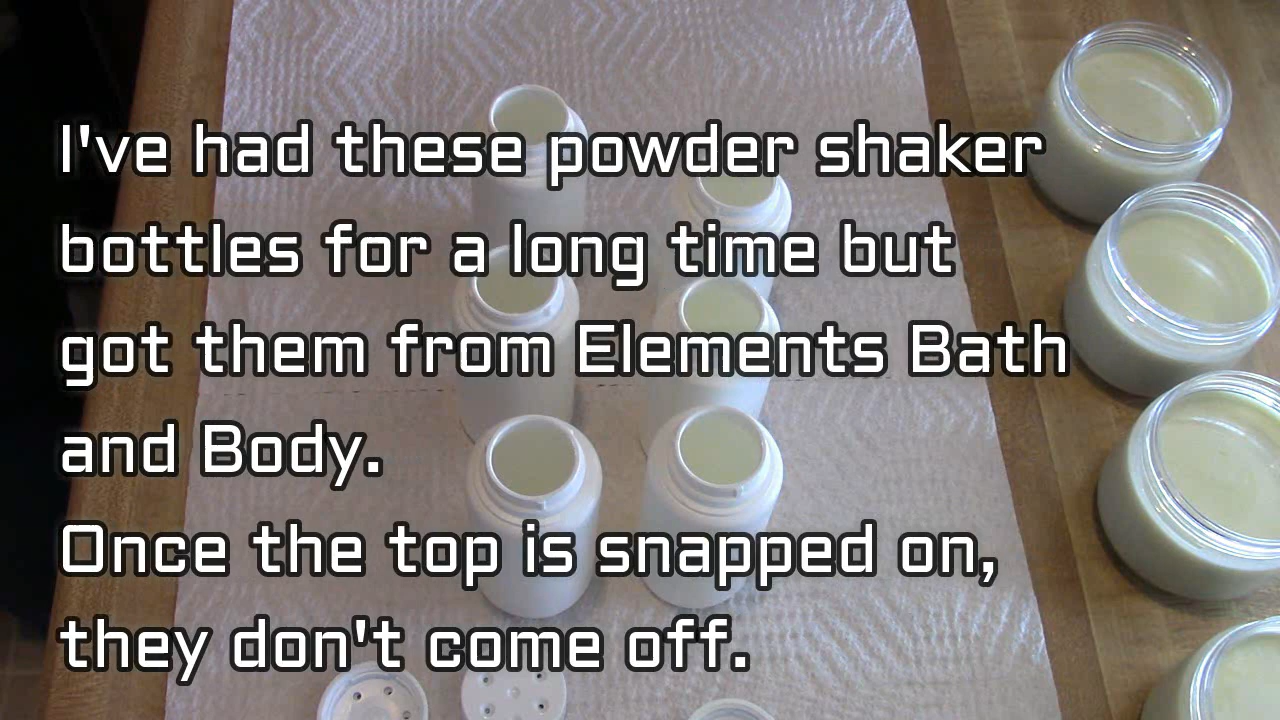 I've had these powder shaker
bottles for a long time but
got them from Elements Bath
and Body.
Once the top is snapped on,
they don't come off.